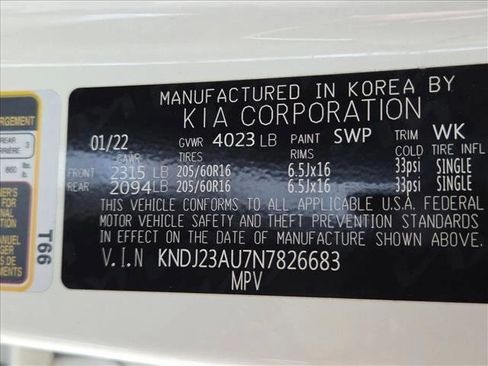 MANUFACTURED IN KOREA BY
KIA CORPORATION
01/22 GVWR 4023 LB PAINT SWP TRIM WK
GAWR TIRES RIMS COLD TIRE INFL
FRONT 2315 LB 205/60R16 6.5Jx16 33psi SINGLE
REAR 2094 LB 205/60R16 6.5Jx16 33psi SINGLE
THIS VEHICLE CONFORMS TO ALL APPLICABLE U.S.A. FEDERAL
MOTOR VEHICLE SAFETY AND THEFT PREVENTION STANDARDS
IN EFFECT ON THE DATE OF MANUFACTURE SHOWN ABOVE.
V.I.N KNDJ23AU7N7826683
MPV
T66